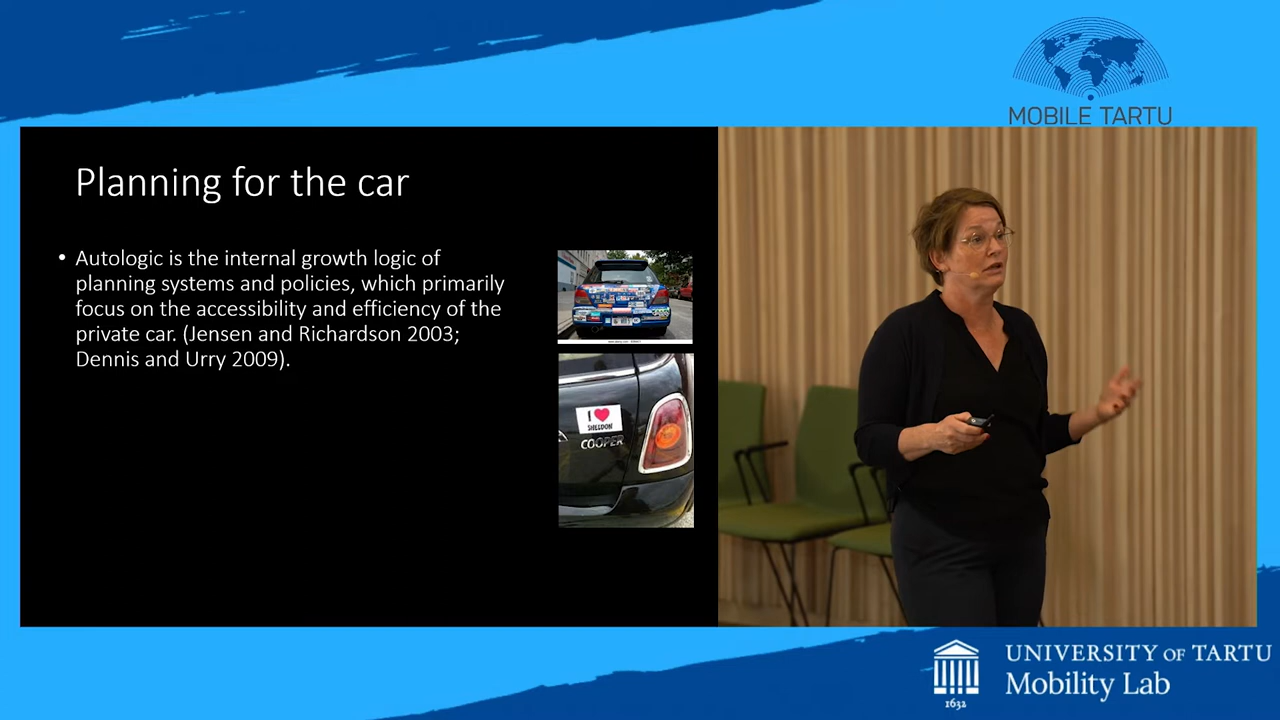 MOBILE TARTU
Planning for the car
• Autologic is the internal growth logic of
planning systems and policies, which primarily
focus on the accessibility and efficiency of the
private car. (Jensen and Richardson 2003;
Dennis and Urry 2009).
I ❤
SHELDON
COOPER
UNIVERSITY OF TARTU
Mobility Lab
1632